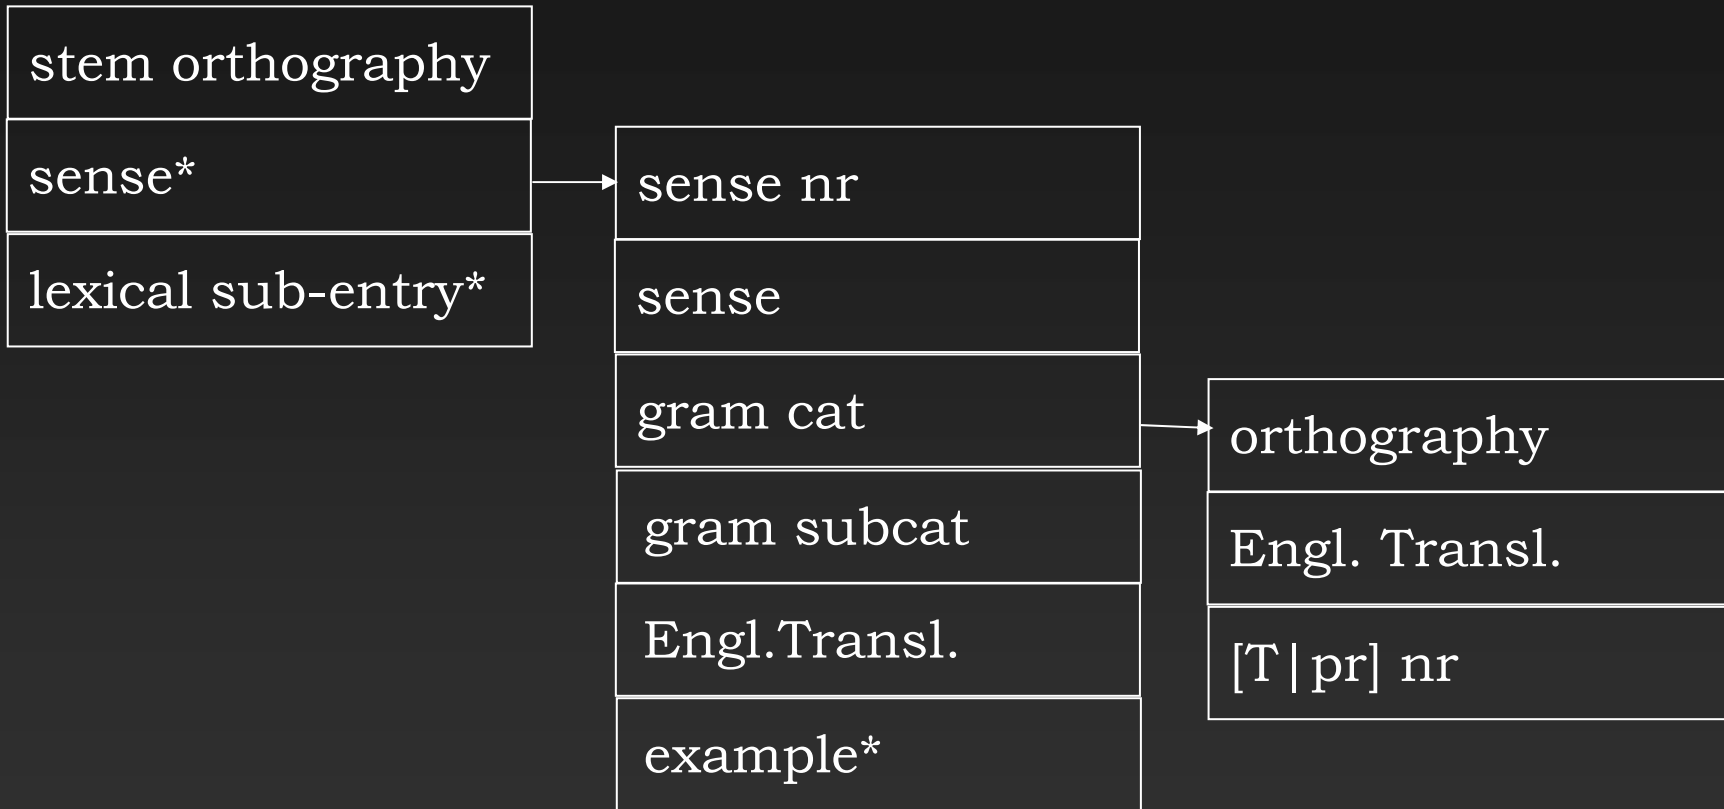 stem orthography
sense*
lexical sub-entry*
sense nr
sense
gram cat
gram subcat
Engl.Transl.
example*
orthography
Engl. Transl.
[T|pr] nr